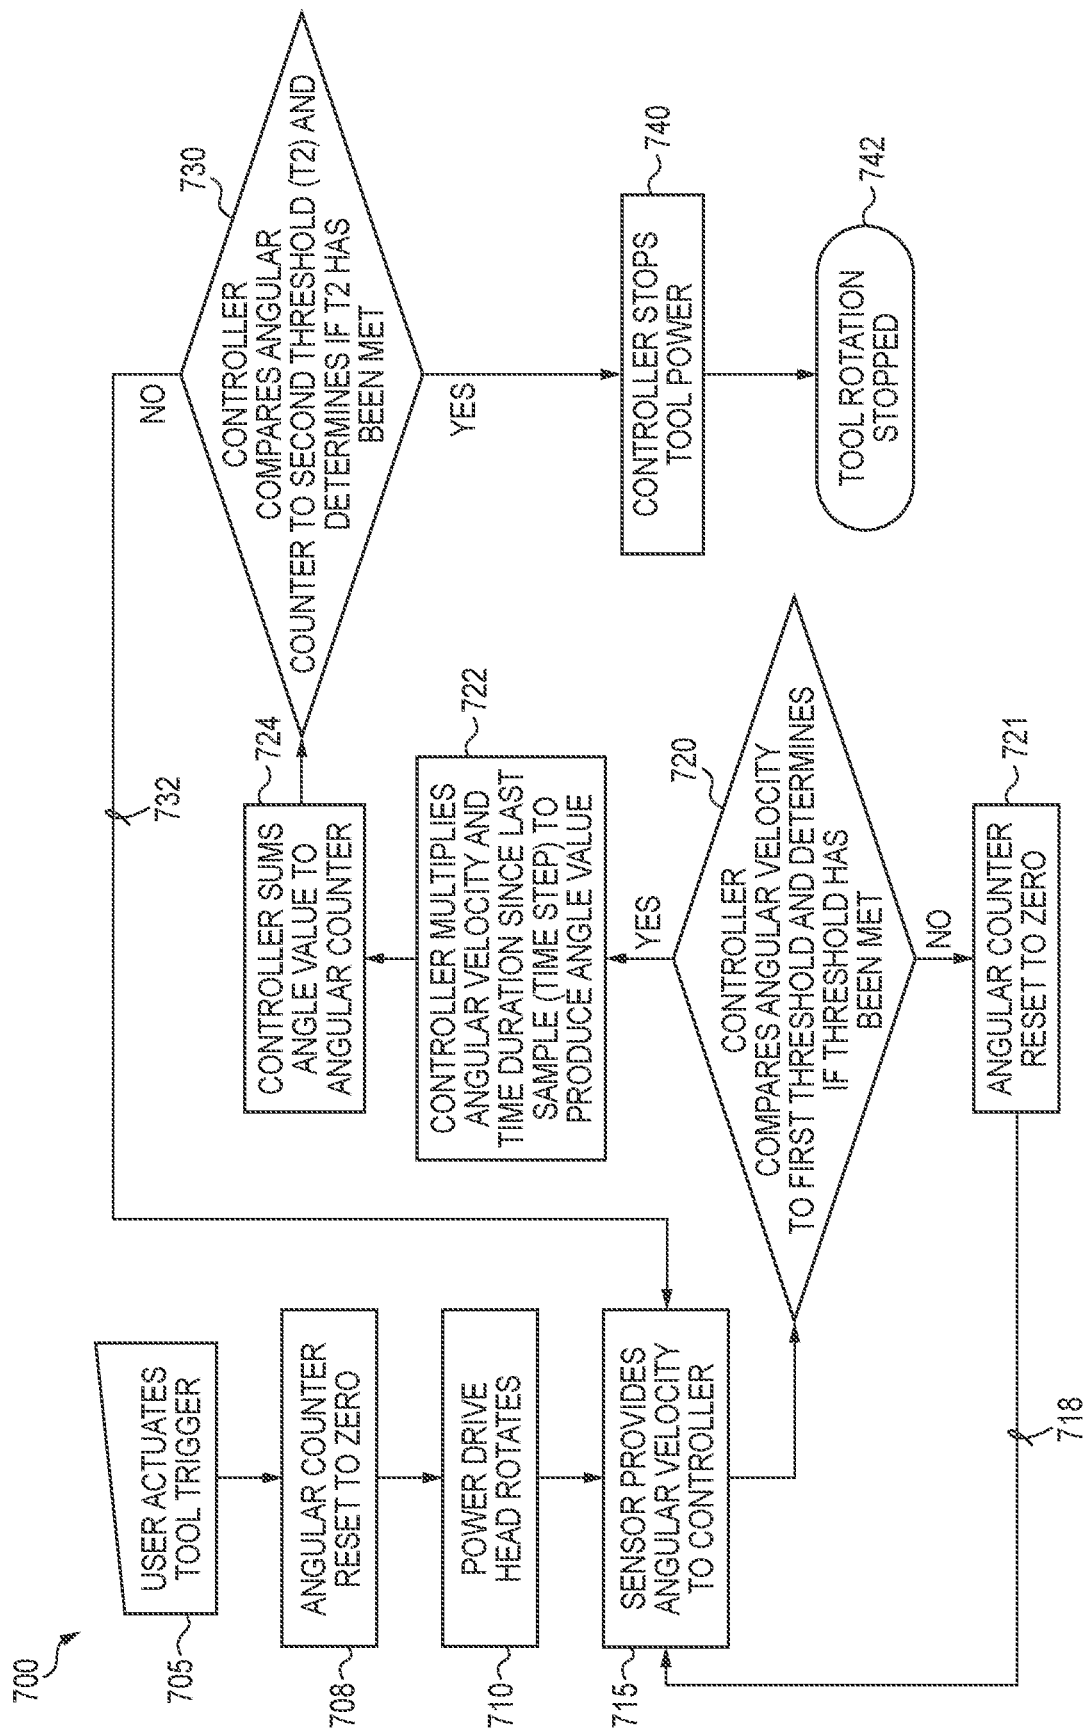 700
705
USER ACTUATES
TOOL TRIGGER
708
ANGULAR COUNTER
RESET TO ZERO
710
POWER DRIVE
HEAD ROTATES
715
SENSOR PROVIDES
ANGULAR VELOCITY
TO CONTROLLER
718
720
CONTROLLER
COMPARES ANGULAR VELOCITY
TO FIRST THRESHOLD AND DETERMINES
IF THRESHOLD HAS
BEEN MET
NO
721
ANGULAR COUNTER
RESET TO ZERO
YES
722
CONTROLLER MULTIPLIES
ANGULAR VELOCITY AND
TIME DURATION SINCE LAST
SAMPLE (TIME STEP) TO
PRODUCE ANGLE VALUE
724
CONTROLLER SUMS
ANGLE VALUE TO
ANGULAR COUNTER
732
NO
730
CONTROLLER
COMPARES ANGULAR
COUNTER TO SECOND THRESHOLD (T2) AND
DETERMINES IF T2 HAS
BEEN MET
YES
740
CONTROLLER STOPS
TOOL POWER
742
TOOL ROTATION
STOPPED